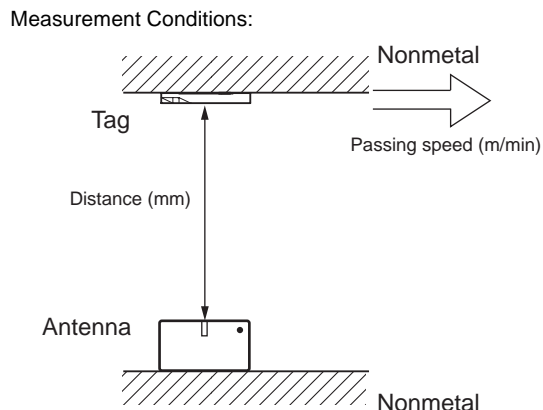 Measurement Conditions:
Nonmetal
Tag
Passing speed (m/min)
Distance (mm)
Antenna
Nonmetal